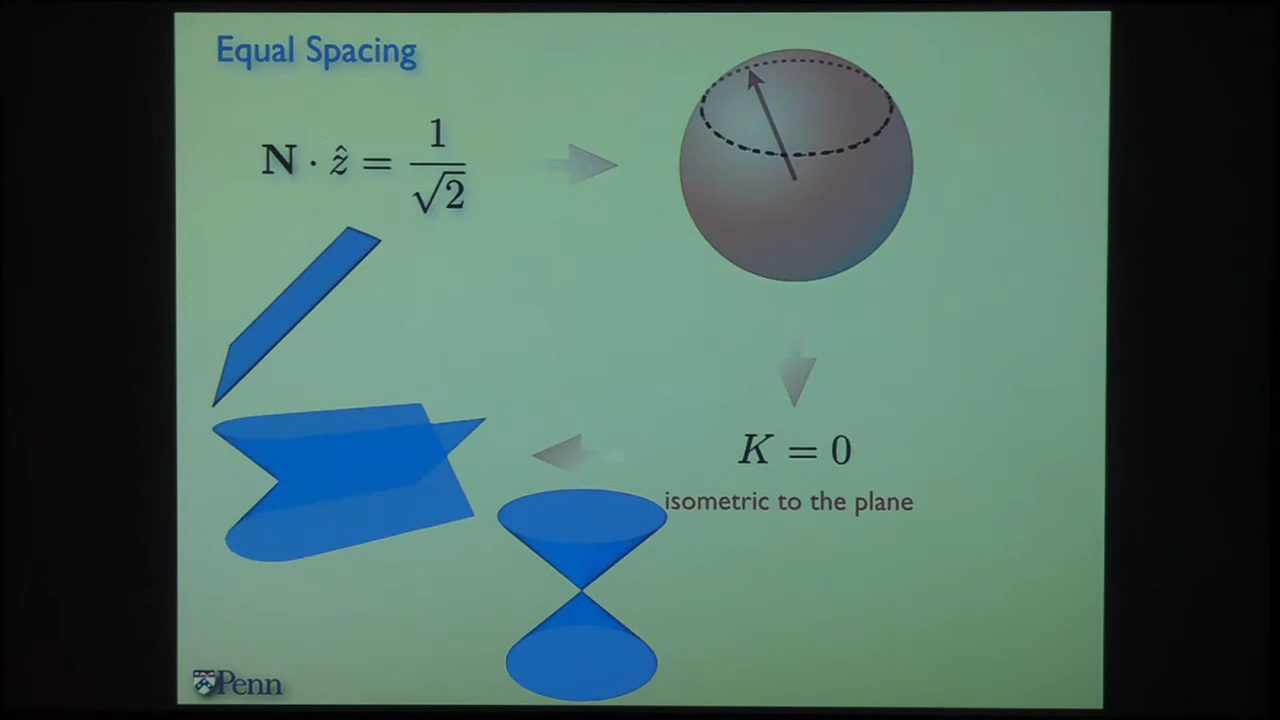 Equal Spacing
N · ẑ = 1/√2
K = 0
isometric to the plane
Penn